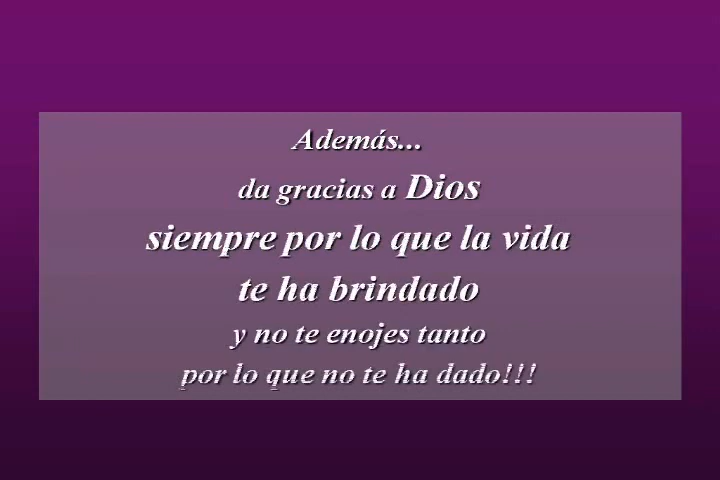 Además...
da gracias a Dios
siempre por lo que la vida
te ha brindado
y no te enojes tanto
por lo que no te ha dado!!!